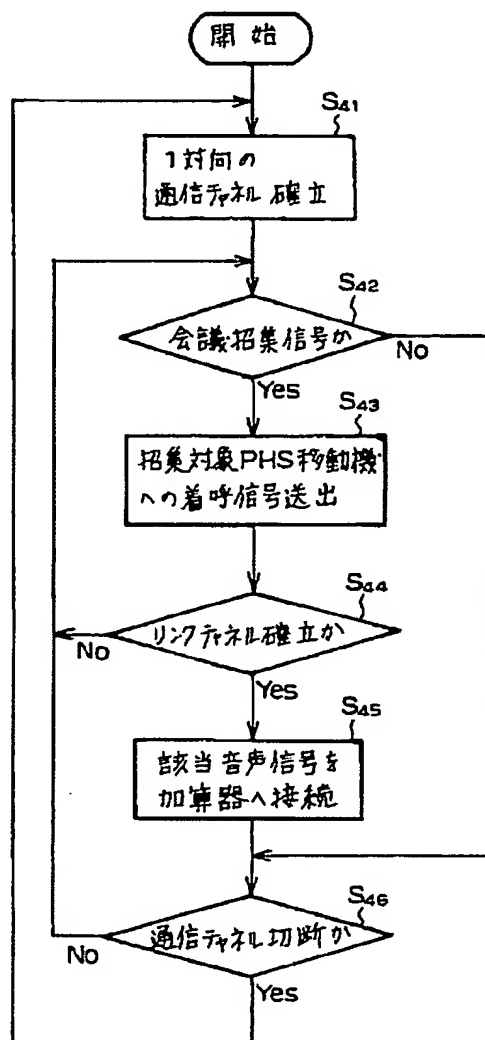 開始
S41
1対向の
通信チャネル確立
S42
会議招集信号か
No
Yes
S43
招集対象PHS移動機
への着呼信号送出
S44
リンクチャネル確立か
No
Yes
S45
該当音声信号を
加算器へ接続
S46
通信チャネル切断か
No
Yes